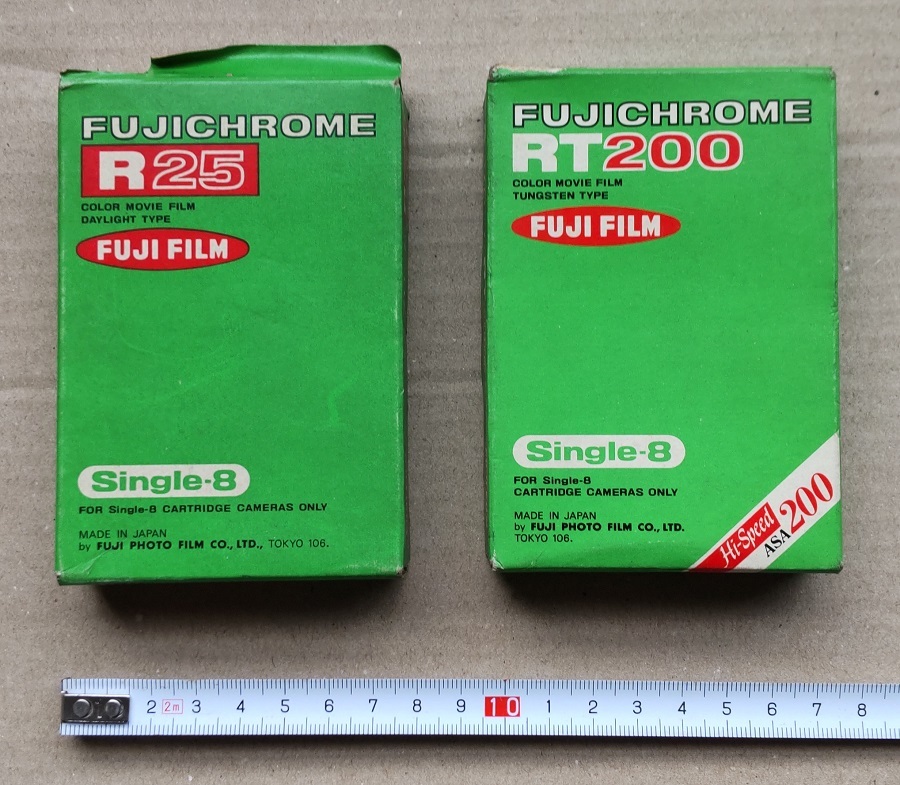 FUJICHROME
R25
COLOR MOVIE FILM
DAYLIGHT TYPE
FUJI FILM
Single-8
FOR Single-8 CARTRIDGE CAMERAS ONLY
MADE IN JAPAN
by FUJI PHOTO FILM CO., LTD., TOKYO 106.
FUJICHROME
RT200
COLOR MOVIE FILM
TUNGSTEN TYPE
FUJI FILM
Single-8
FOR Single-8
CARTRIDGE CAMERAS ONLY
MADE IN JAPAN
by FUJI PHOTO FILM CO., LTD.
TOKYO 106.
Hi-Speed
ASA 200
2 2m 3 4 5 6 7 8 9 10 1 2 3 4 5 6 7 8